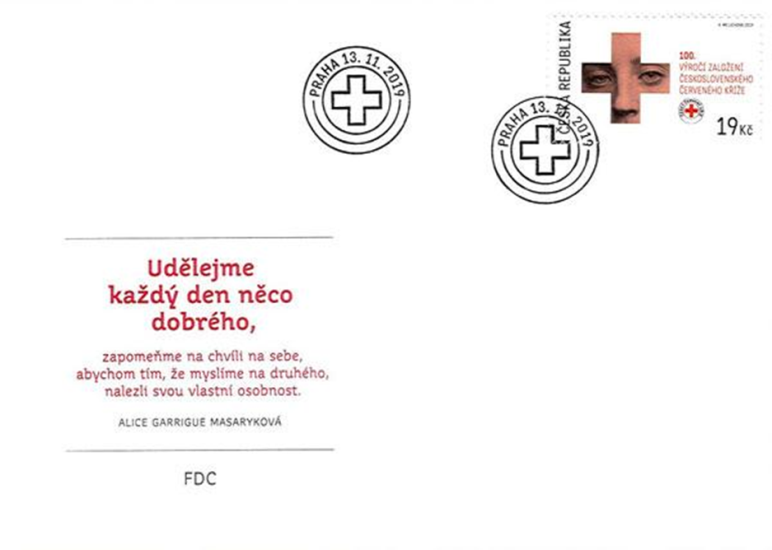 PRAHA 13. 11. 2019
PRAHA 13. 11. 2019
ČESKÁ REPUBLIKA
100.
VÝROČÍ ZALOŽENÍ
ČESKOSLOVENSKÉHO
ČERVENÉHO KŘÍŽE
19 Kč
Udělejme
každý den něco
dobrého,
zapomeňme na chvíli na sebe,
abychom tím, že myslíme na druhého,
nalezli svou vlastní osobnost.
ALICE GARRIGUE MASARYKOVÁ
FDC